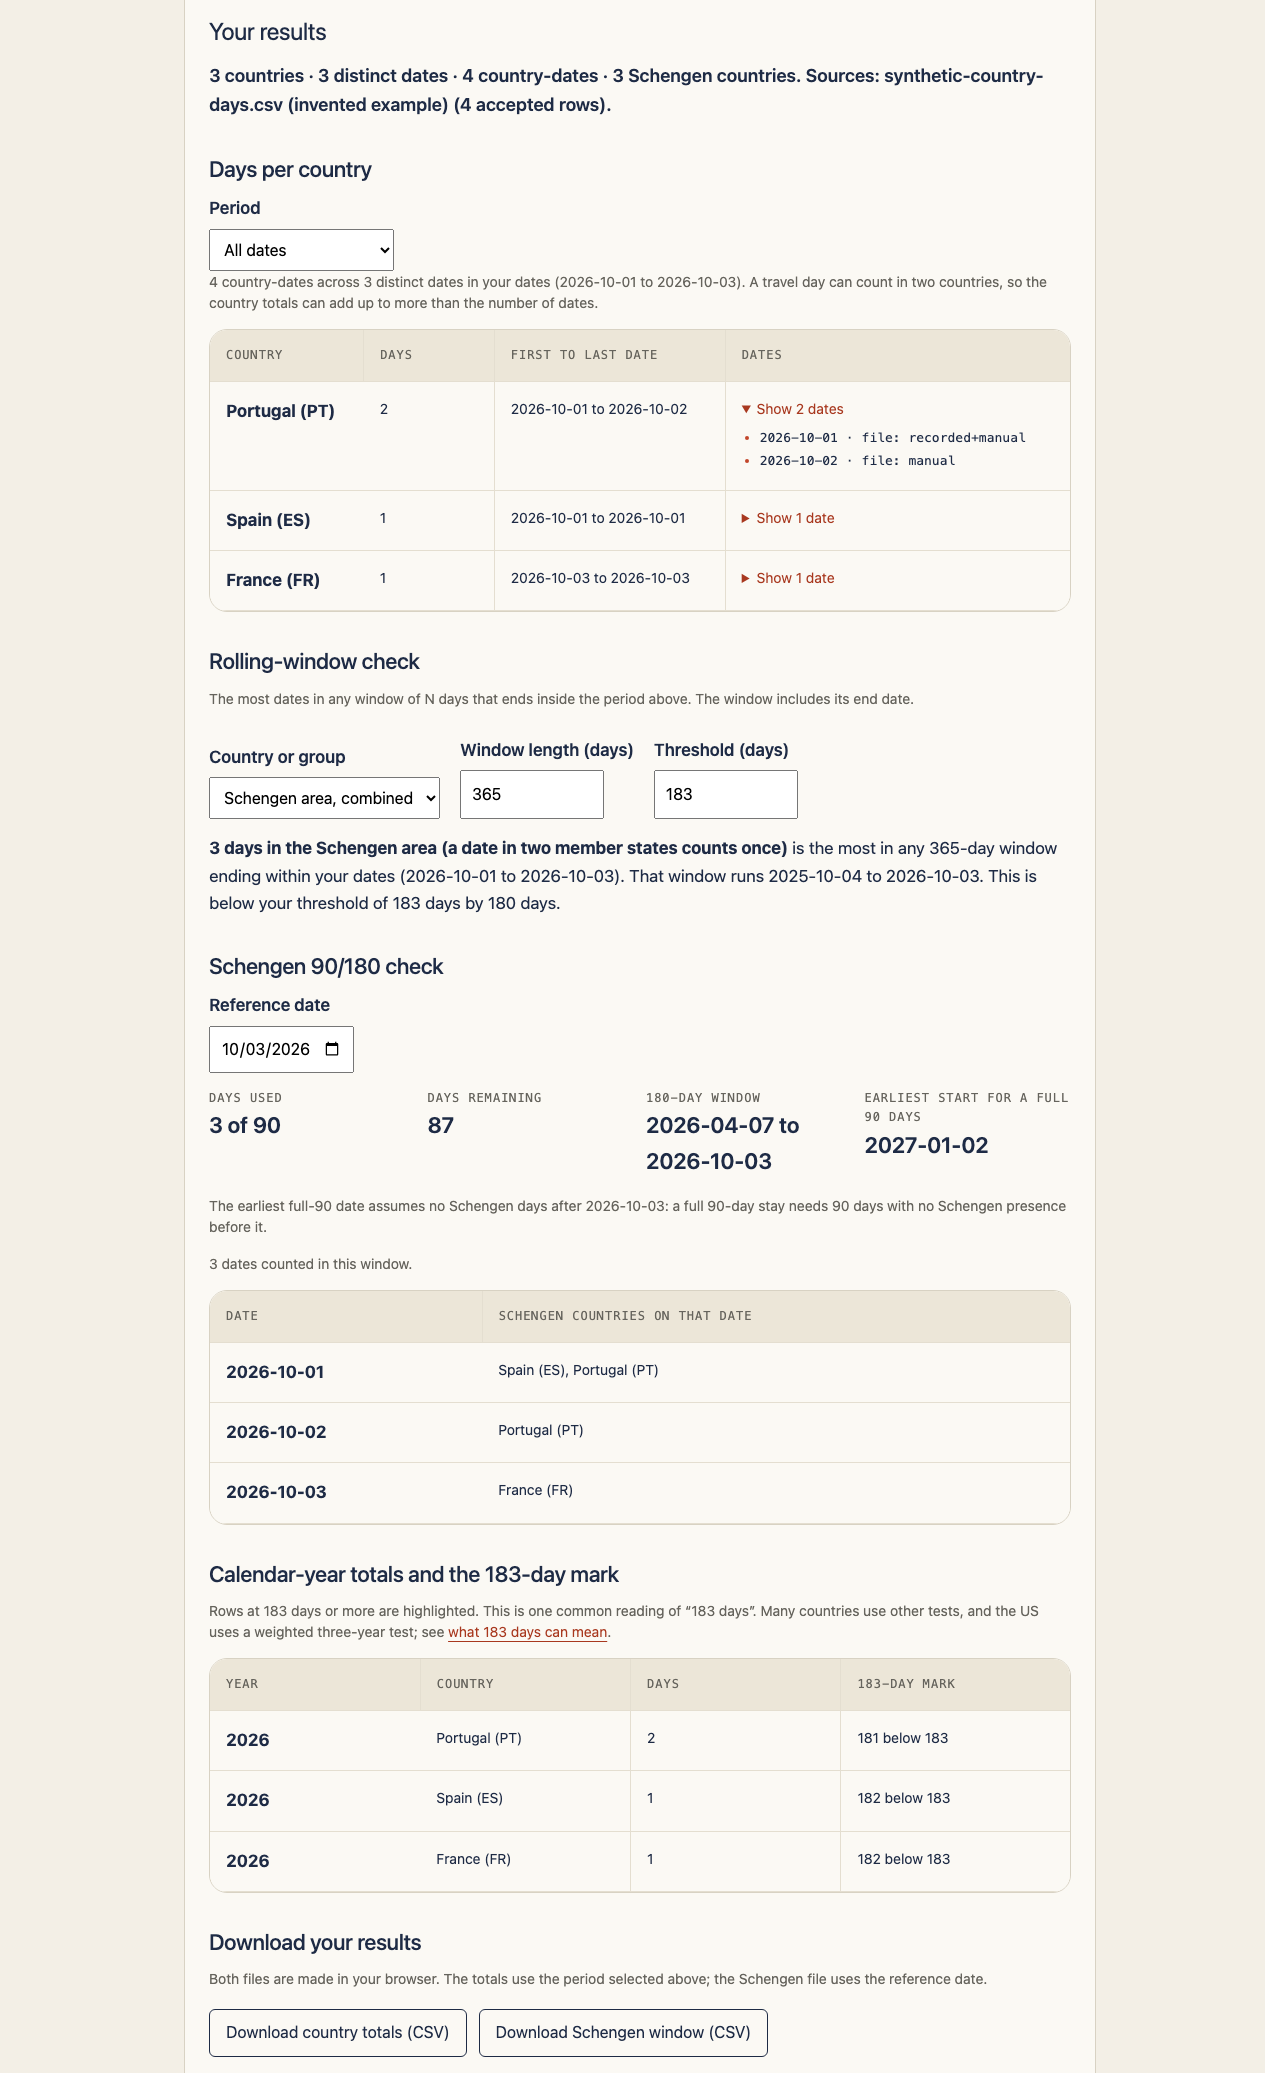 Your results
3 countries · 3 distinct dates · 4 country-dates · 3 Schengen countries. Sources: synthetic-country-
days.csv (invented example) (4 accepted rows).
Days per country
Period
All dates
4 country-dates across 3 distinct dates in your dates (2026-10-01 to 2026-10-03). A travel day can count in two countries, so the
country totals can add up to more than the number of dates.
COUNTRY DAYS FIRST TO LAST DATE DATES
Portugal (PT) 2 2026-10-01 to 2026-10-02 ▼ Show 2 dates
• 2026-10-01 · file: recorded+manual
• 2026-10-02 · file: manual
Spain (ES) 1 2026-10-01 to 2026-10-01 ▶ Show 1 date
France (FR) 1 2026-10-03 to 2026-10-03 ▶ Show 1 date
Rolling-window check
The most dates in any window of N days that ends inside the period above. The window includes its end date.
Country or group Window length (days) Threshold (days)
Schengen area, combined 365 183
3 days in the Schengen area (a date in two member states counts once) is the most in any 365-day window
ending within your dates (2026-10-01 to 2026-10-03). That window runs 2025-10-04 to 2026-10-03. This is
below your threshold of 183 days by 180 days.
Schengen 90/180 check
Reference date
10/03/2026
DAYS USED DAYS REMAINING 180-DAY WINDOW EARLIEST START FOR A FULL
90 DAYS
3 of 90 87 2026-04-07 to
2026-10-03 2027-01-02
The earliest full-90 date assumes no Schengen days after 2026-10-03: a full 90-day stay needs 90 days with no Schengen presence
before it.
3 dates counted in this window.
DATE SCHENGEN COUNTRIES ON THAT DATE
2026-10-01 Spain (ES), Portugal (PT)
2026-10-02 Portugal (PT)
2026-10-03 France (FR)
Calendar-year totals and the 183-day mark
Rows at 183 days or more are highlighted. This is one common reading of “183 days”. Many countries use other tests, and the US
uses a weighted three-year test; see what 183 days can mean.
YEAR COUNTRY DAYS 183-DAY MARK
2026 Portugal (PT) 2 181 below 183
2026 Spain (ES) 1 182 below 183
2026 France (FR) 1 182 below 183
Download your results
Both files are made in your browser. The totals use the period selected above; the Schengen file uses the reference date.
Download country totals (CSV) Download Schengen window (CSV)